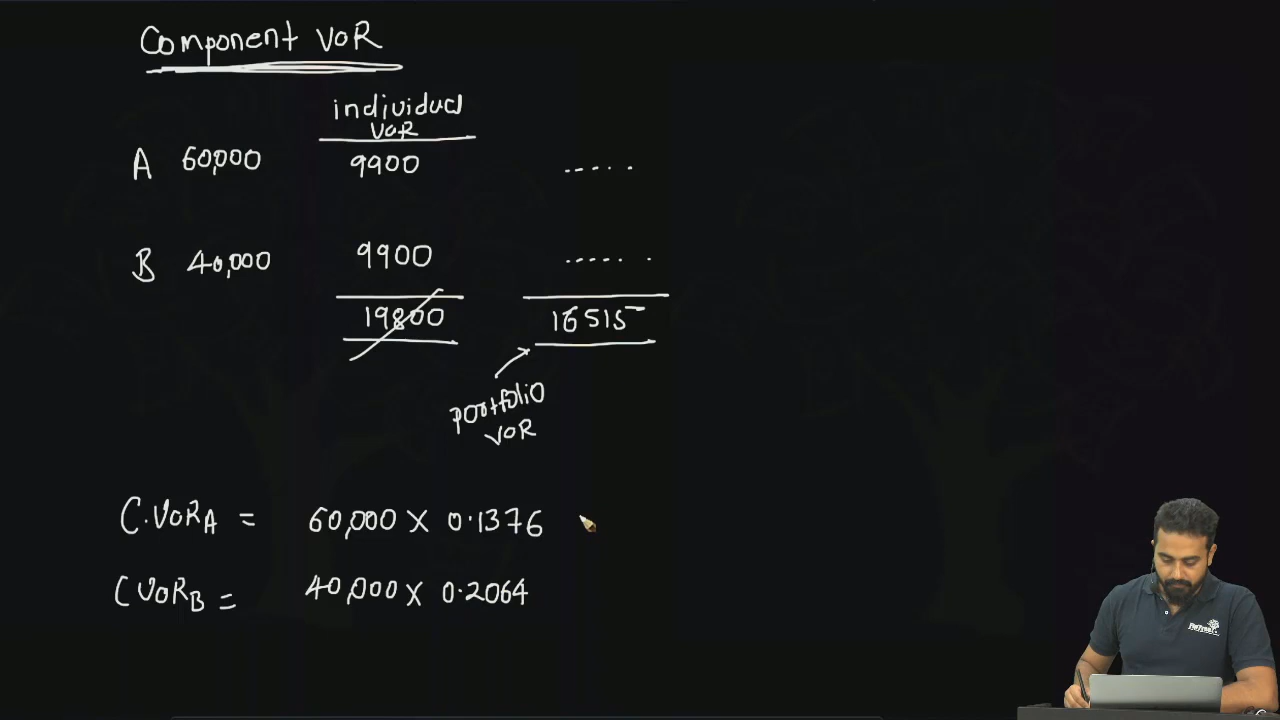 Component VaR
individual
VaR
A 60,000 9900 ......
B 40,000 9900 ......
19800 16515
portfolio
VaR
C.VaRA = 60,000 X 0.1376
CVaRB = 40,000 X 0.2064